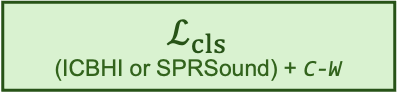 ℒcls
(ICBHI or SPRSound) + C-W